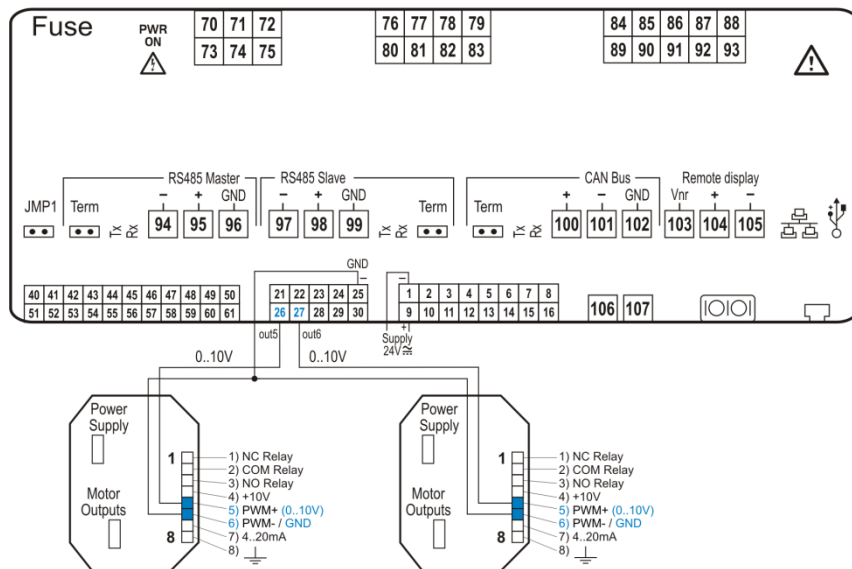 Fuse
PWR
ON
70 71 72
73 74 75
76 77 78 79
80 81 82 83
84 85 86 87 88
89 90 91 92 93
RS485 Master
RS485 Slave
CAN Bus
Remote display
JMP1
Term
Tx
Rx
– + GND
94 95 96
– + GND
97 98 99
Tx
Rx
Term
Term
Tx
Rx
+ – GND
100 101 102
Vnr + –
103 104 105
GND
–
–
40 41 42 43 44 45 46 47 48 49 50
51 52 53 54 55 56 57 58 59 60 61
21 22 23 24 25
26 27 28 29 30
1 2 3 4 5 6 7 8
9 10 11 12 13 14 15 16
106 107
out5
out6
+
Supply
24V
0..10V
0..10V
Power
Supply
Motor
Outputs
1
8
1) NC Relay
2) COM Relay
3) NO Relay
4) +10V
5) PWM+ (0..10V)
6) PWM- / GND
7) 4..20mA
8)
Power
Supply
Motor
Outputs
1
8
1) NC Relay
2) COM Relay
3) NO Relay
4) +10V
5) PWM+ (0..10V)
6) PWM- / GND
7) 4..20mA
8)